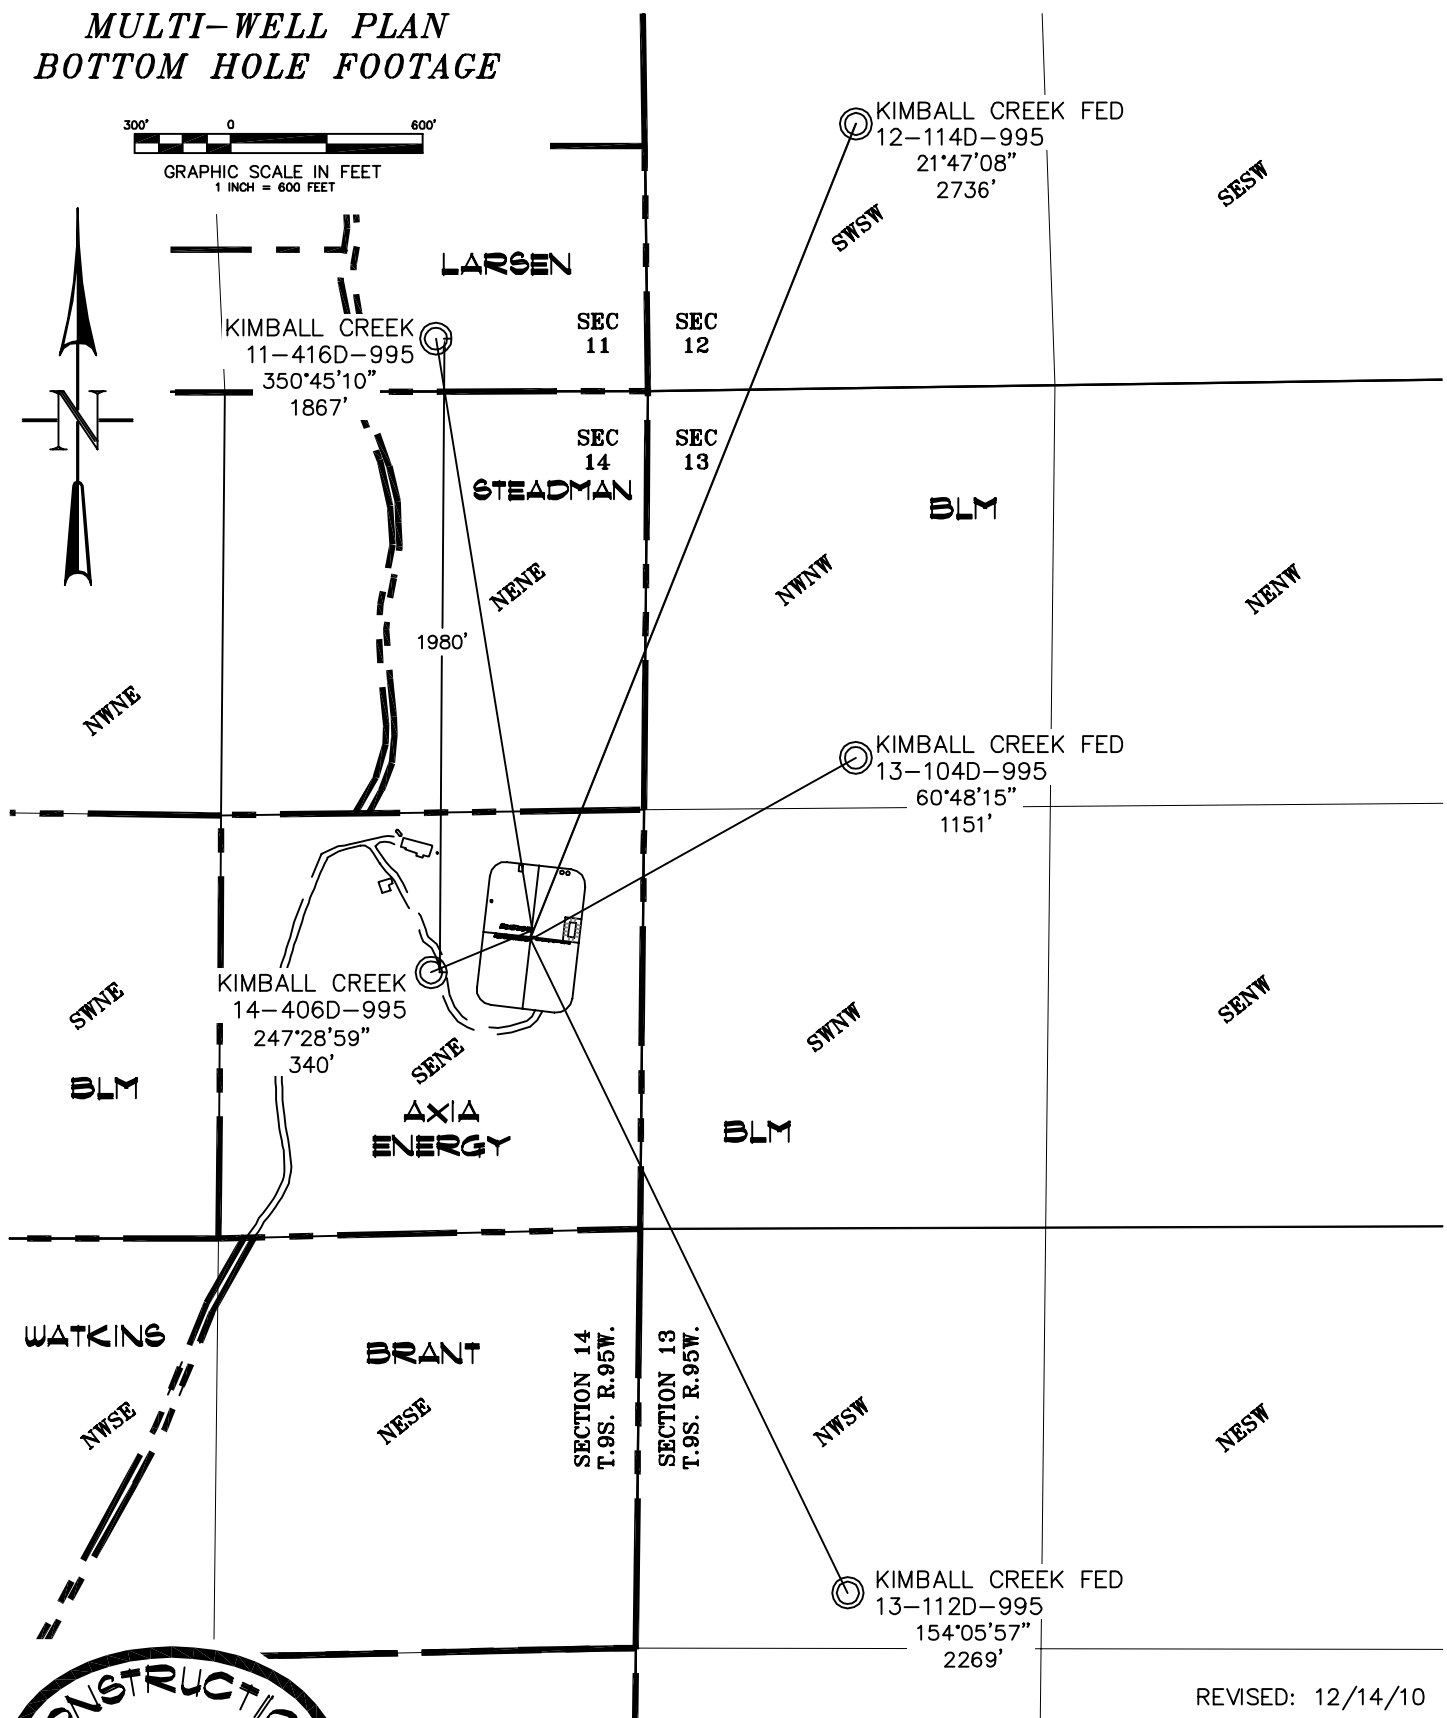 MULTI-WELL PLAN
BOTTOM HOLE FOOTAGE
300' 0 600'
GRAPHIC SCALE IN FEET
1 INCH = 600 FEET
N
KIMBALL CREEK FED
12-114D-995
21°47'08"
2736'
SESW
SWSW
LARSEN
KIMBALL CREEK
11-416D-995
350°45'10"
1867'
SEC
11
SEC
12
SEC
14
SEC
13
STEADMAN
BLM
NENE
NWNW
NENW
1980'
NWNE
KIMBALL CREEK FED
13-104D-995
60°48'15"
1151'
KIMBALL CREEK
14-406D-995
247°28'59"
340'
SWNE
SENE
SWNW
SENW
BLM
AXIA
ENERGY
BLM
WATKINS
BRANT
SECTION 14
T.9S. R.95W.
SECTION 13
T.9S. R.95W.
NWSE
NESE
NWSW
NESW
KIMBALL CREEK FED
13-112D-995
154°05'57"
2269'
ONSTRUCTIO
REVISED: 12/14/10